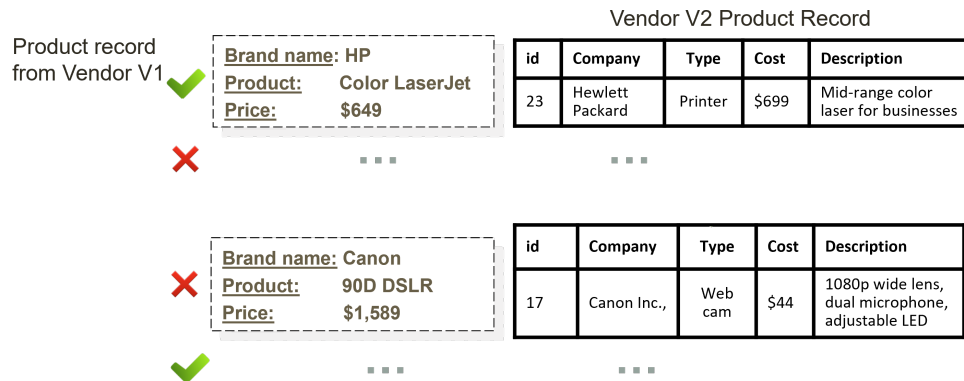 Vendor V2 Product Record
Product record
from Vendor V1
Brand name: HP
Product: Color LaserJet
Price: $649
id Company Type Cost Description
23 Hewlett Packard Printer $699 Mid-range color laser for businesses
...
...
Brand name: Canon
Product: 90D DSLR
Price: $1,589
id Company Type Cost Description
17 Canon Inc., Web cam $44 1080p wide lens, dual microphone, adjustable LED
...
...